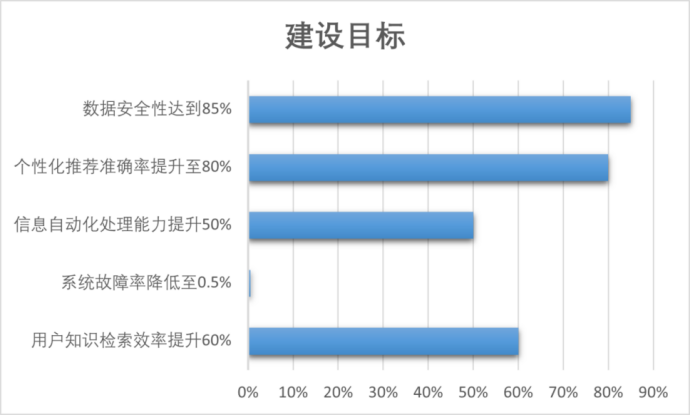 建设目标
数据安全性达到85%
个性化推荐准确率提升至80%
信息自动化处理能力提升50%
系统故障率降低至0.5%
用户知识检索效率提升60%
0% 10% 20% 30% 40% 50% 60% 70% 80% 90%